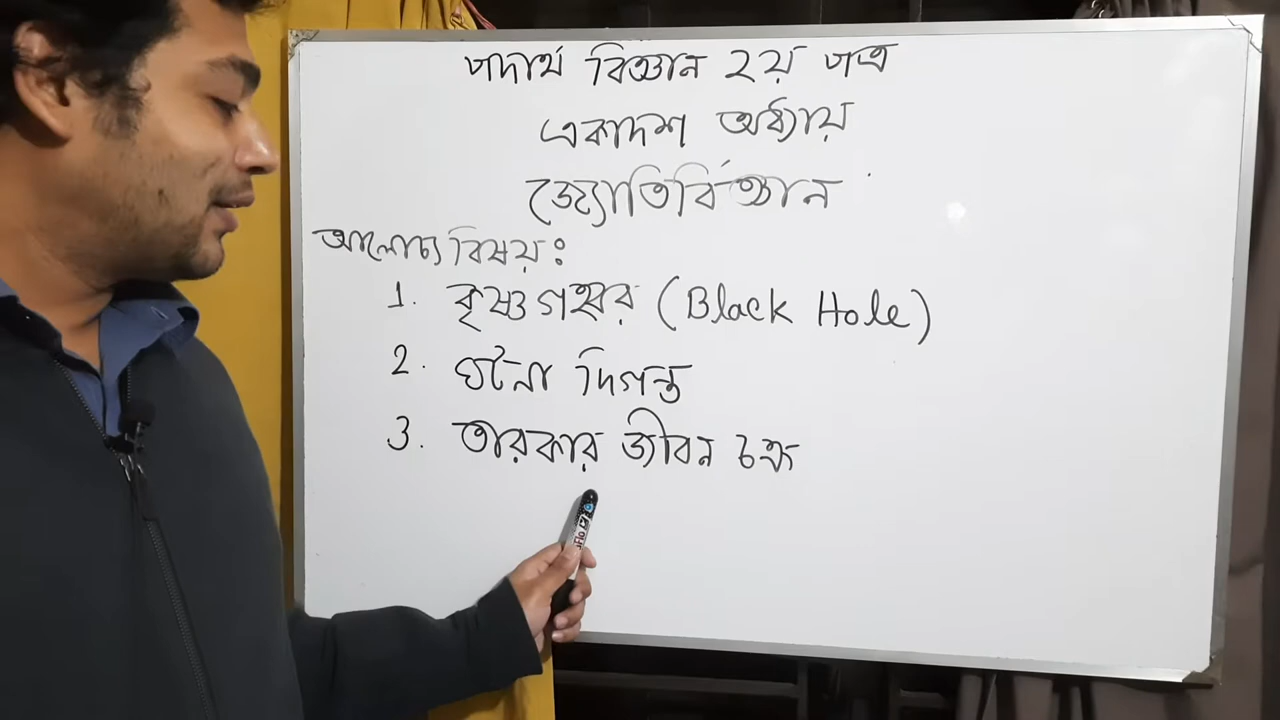 পদার্থ বিজ্ঞান ২য় পত্র
একাদশ অধ্যায়
জ্যোতির্বিজ্ঞান
আলোচ্য বিষয়ঃ
1. কৃষ্ণগহ্বর (Black Hole)
2. ঘটনা দিগন্ত
3. তারকার জীবন চক্র